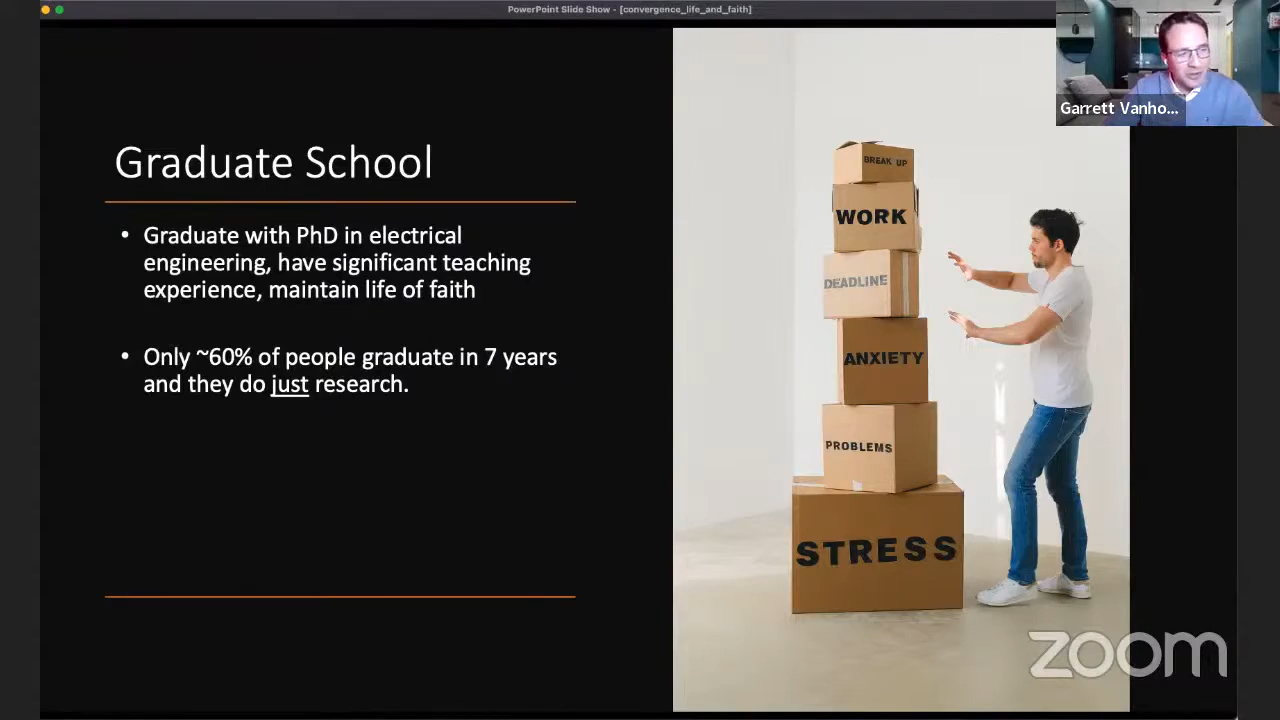 PowerPoint Slide Show - [convergence_life_and_faith]
Garrett Vanho...
Graduate School
• Graduate with PhD in electrical
engineering, have significant teaching
experience, maintain life of faith
• Only ~60% of people graduate in 7 years
and they do just research.
BREAK UP
WORK
DEADLINE
ANXIETY
PROBLEMS
STRESS
zoom